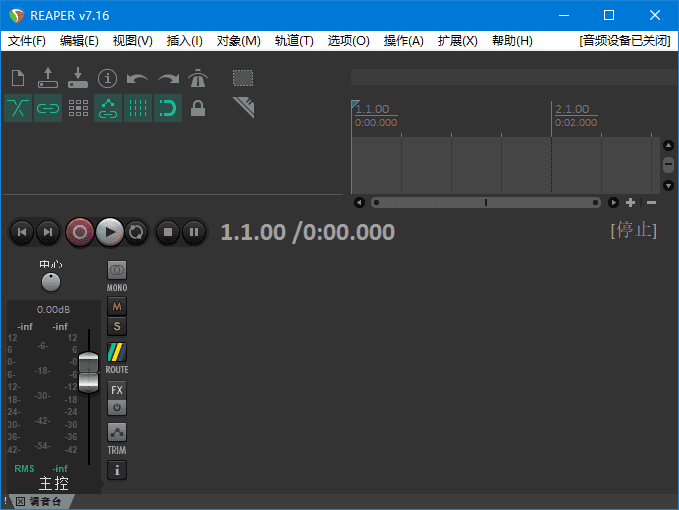 REAPER v7.16
文件(F) 编辑(E) 视图(V) 插入(I) 对象(M) 轨道(T) 选项(O) 操作(A) 扩展(X) 帮助(H) [音频设备已关闭]
1.1.00 2.1.00
0:00.000 0:02.000
1.1.00 /0:00.000 [停止]
中心
MONO
0.00dB
M
-inf -inf S
12 12
6 -6- 6
-0 -0
6- -18- -6
12- -12
18- -30- -18
24- -24
30- -42- -30
36- -36
42- -54- -42
ROUTE
FX
TRIM
RMS -inf i
主控
! 调音台